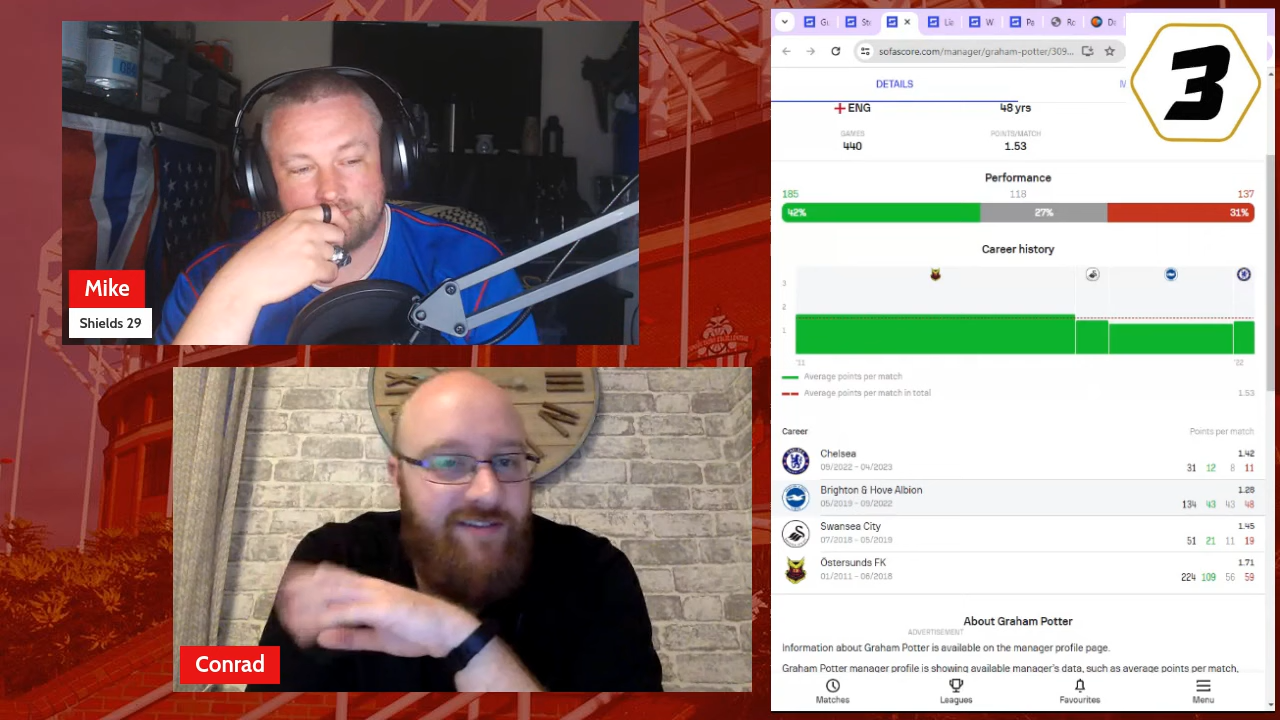 Mike
Shields 29
Conrad
3
sofascore.com/manager/graham-potter/309...
DETAILS
ENG
48 yrs
GAMES
POINTS/MATCH
440
1.53
Performance
185
118
137
42%
27%
31%
Career history
3
2
1
'11
'22
Average points per match
Average points per match in total
1.53
Career
Points per match
Chelsea
1.42
09/2022 - 04/2023
31 12 8 11
Brighton & Hove Albion
1.28
05/2019 - 09/2022
134 43 43 48
Swansea City
1.45
07/2018 - 05/2019
51 21 11 19
Östersunds FK
1.71
01/2011 - 06/2018
224 109 56 59
About Graham Potter
ADVERTISEMENT
Information about Graham Potter is available on the manager profile page.
Graham Potter manager profile is showing available manager's data, such as average points per match,
Matches
Leagues
Favourites
Menu